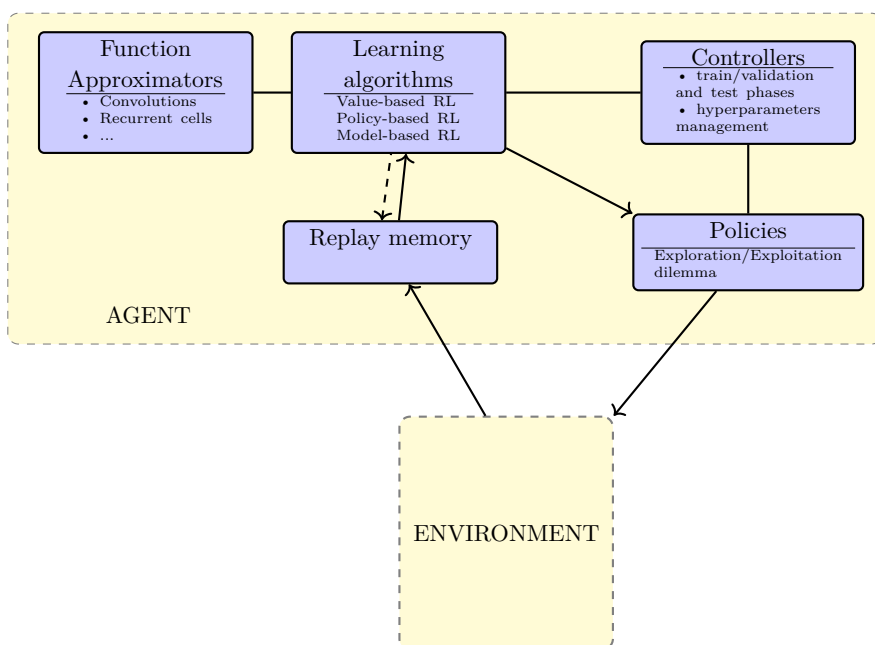 Function
Approximators
• Convolutions
• Recurrent cells
• ...
Learning
algorithms
Value-based RL
Policy-based RL
Model-based RL
Controllers
• train/validation
and test phases
• hyperparameters
management
Replay memory
Policies
Exploration/Exploitation
dilemma
AGENT
ENVIRONMENT